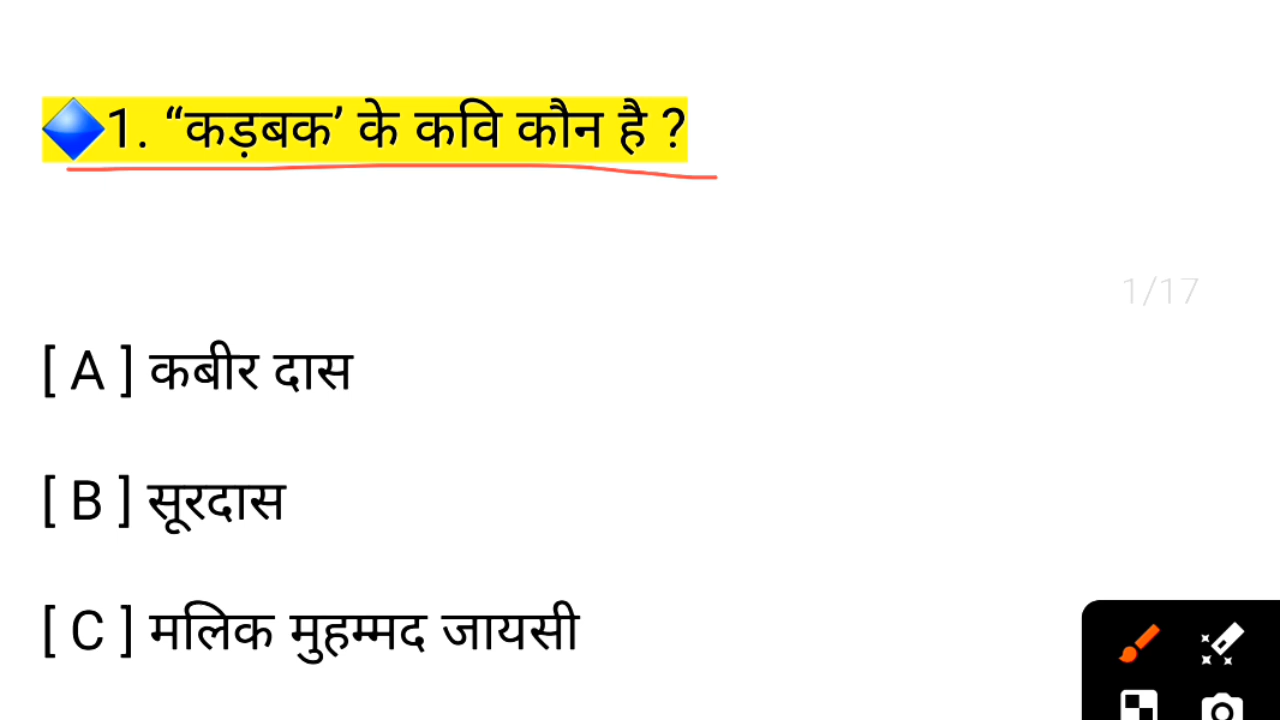 🔷1. “कड़बक’ के कवि कौन है ?
1/17
[ A ] कबीर दास
[ B ] सूरदास
[ C ] मलिक मुहम्मद जायसी